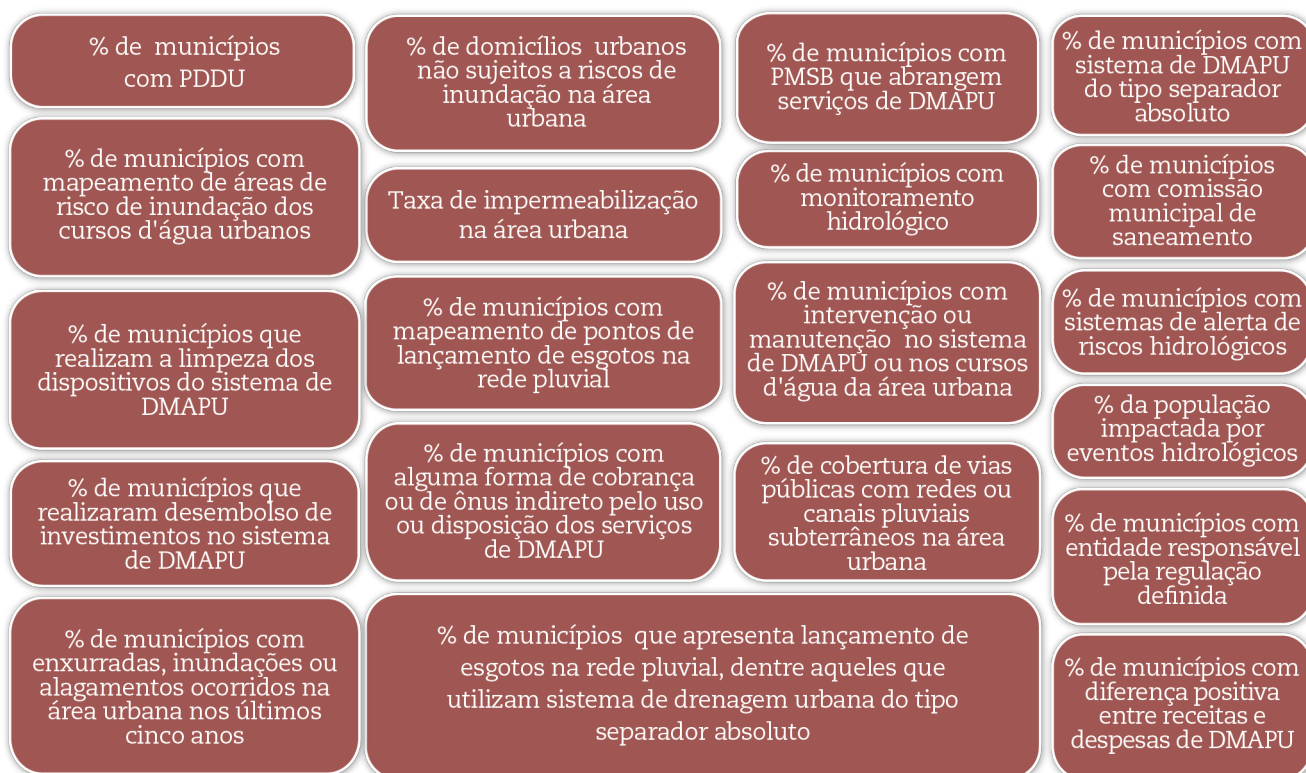 % de municípios
com PDDU
% de municípios com
mapeamento de áreas de
risco de inundação dos
cursos d'água urbanos
% de municípios que
realizam a limpeza dos
dispositivos do sistema de
DMAPU
% de municípios que
realizaram desembolso de
investimentos no sistema
de DMAPU
% de municípios com
enxurradas, inundações ou
alagamentos ocorridos na
área urbana nos últimos
cinco anos
% de domicílios urbanos
não sujeitos a riscos de
inundação na área
urbana
Taxa de impermeabilização
na área urbana
% de municípios com
mapeamento de pontos de
lançamento de esgotos na
rede pluvial
% de municípios com
alguma forma de cobrança
ou de ônus indireto pelo uso
ou disposição dos serviços
de DMAPU
% de municípios com
PMSB que abrangem
serviços de DMAPU
% de municípios com
monitoramento
hidrológico
% de municípios com
intervenção ou
manutenção no sistema
de DMAPU ou nos cursos
d'água da área urbana
% de cobertura de vias
públicas com redes ou
canais pluviais
subterrâneos na área
urbana
% de municípios que apresenta lançamento de
esgotos na rede pluvial, dentre aqueles que
utilizam sistema de drenagem urbana do tipo
separador absoluto
% de municípios com
sistema de DMAPU
do tipo separador
absoluto
% de municípios
com comissão
municipal de
saneamento
% de municípios com
sistemas de alerta de
riscos hidrológicos
% da população
impactada por
eventos hidrológicos
% de municípios com
entidade responsável
pela regulação
definida
% de municípios com
diferença positiva
entre receitas e
despesas de DMAPU